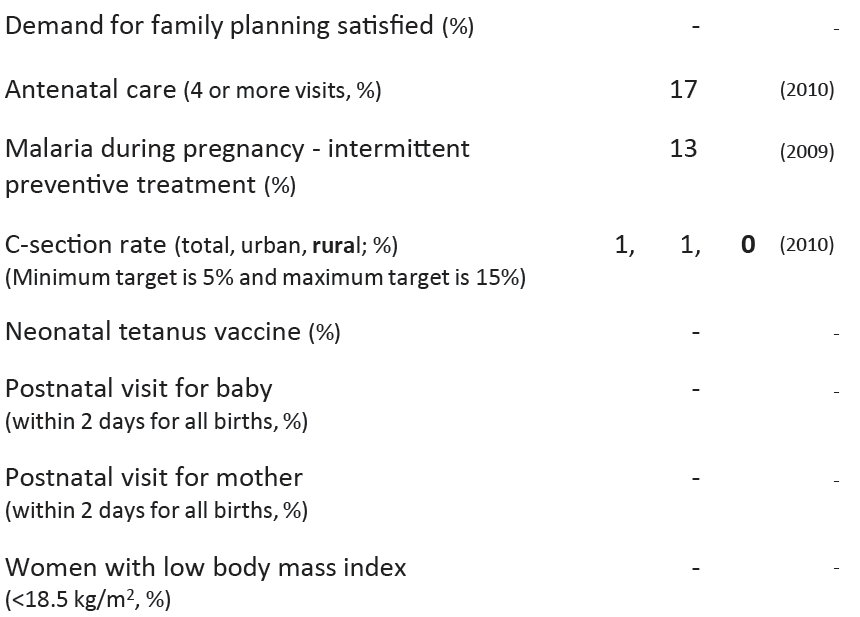 Demand for family planning satisfied (%) - -
Antenatal care (4 or more visits, %) 17 (2010)
Malaria during pregnancy - intermittent 13 (2009)
preventive treatment (%)
C-section rate (total, urban, rural; %) 1, 1, 0 (2010)
(Minimum target is 5% and maximum target is 15%)
Neonatal tetanus vaccine (%) - -
Postnatal visit for baby - -
(within 2 days for all births, %)
Postnatal visit for mother - -
(within 2 days for all births, %)
Women with low body mass index - -
(<18.5 kg/m², %)